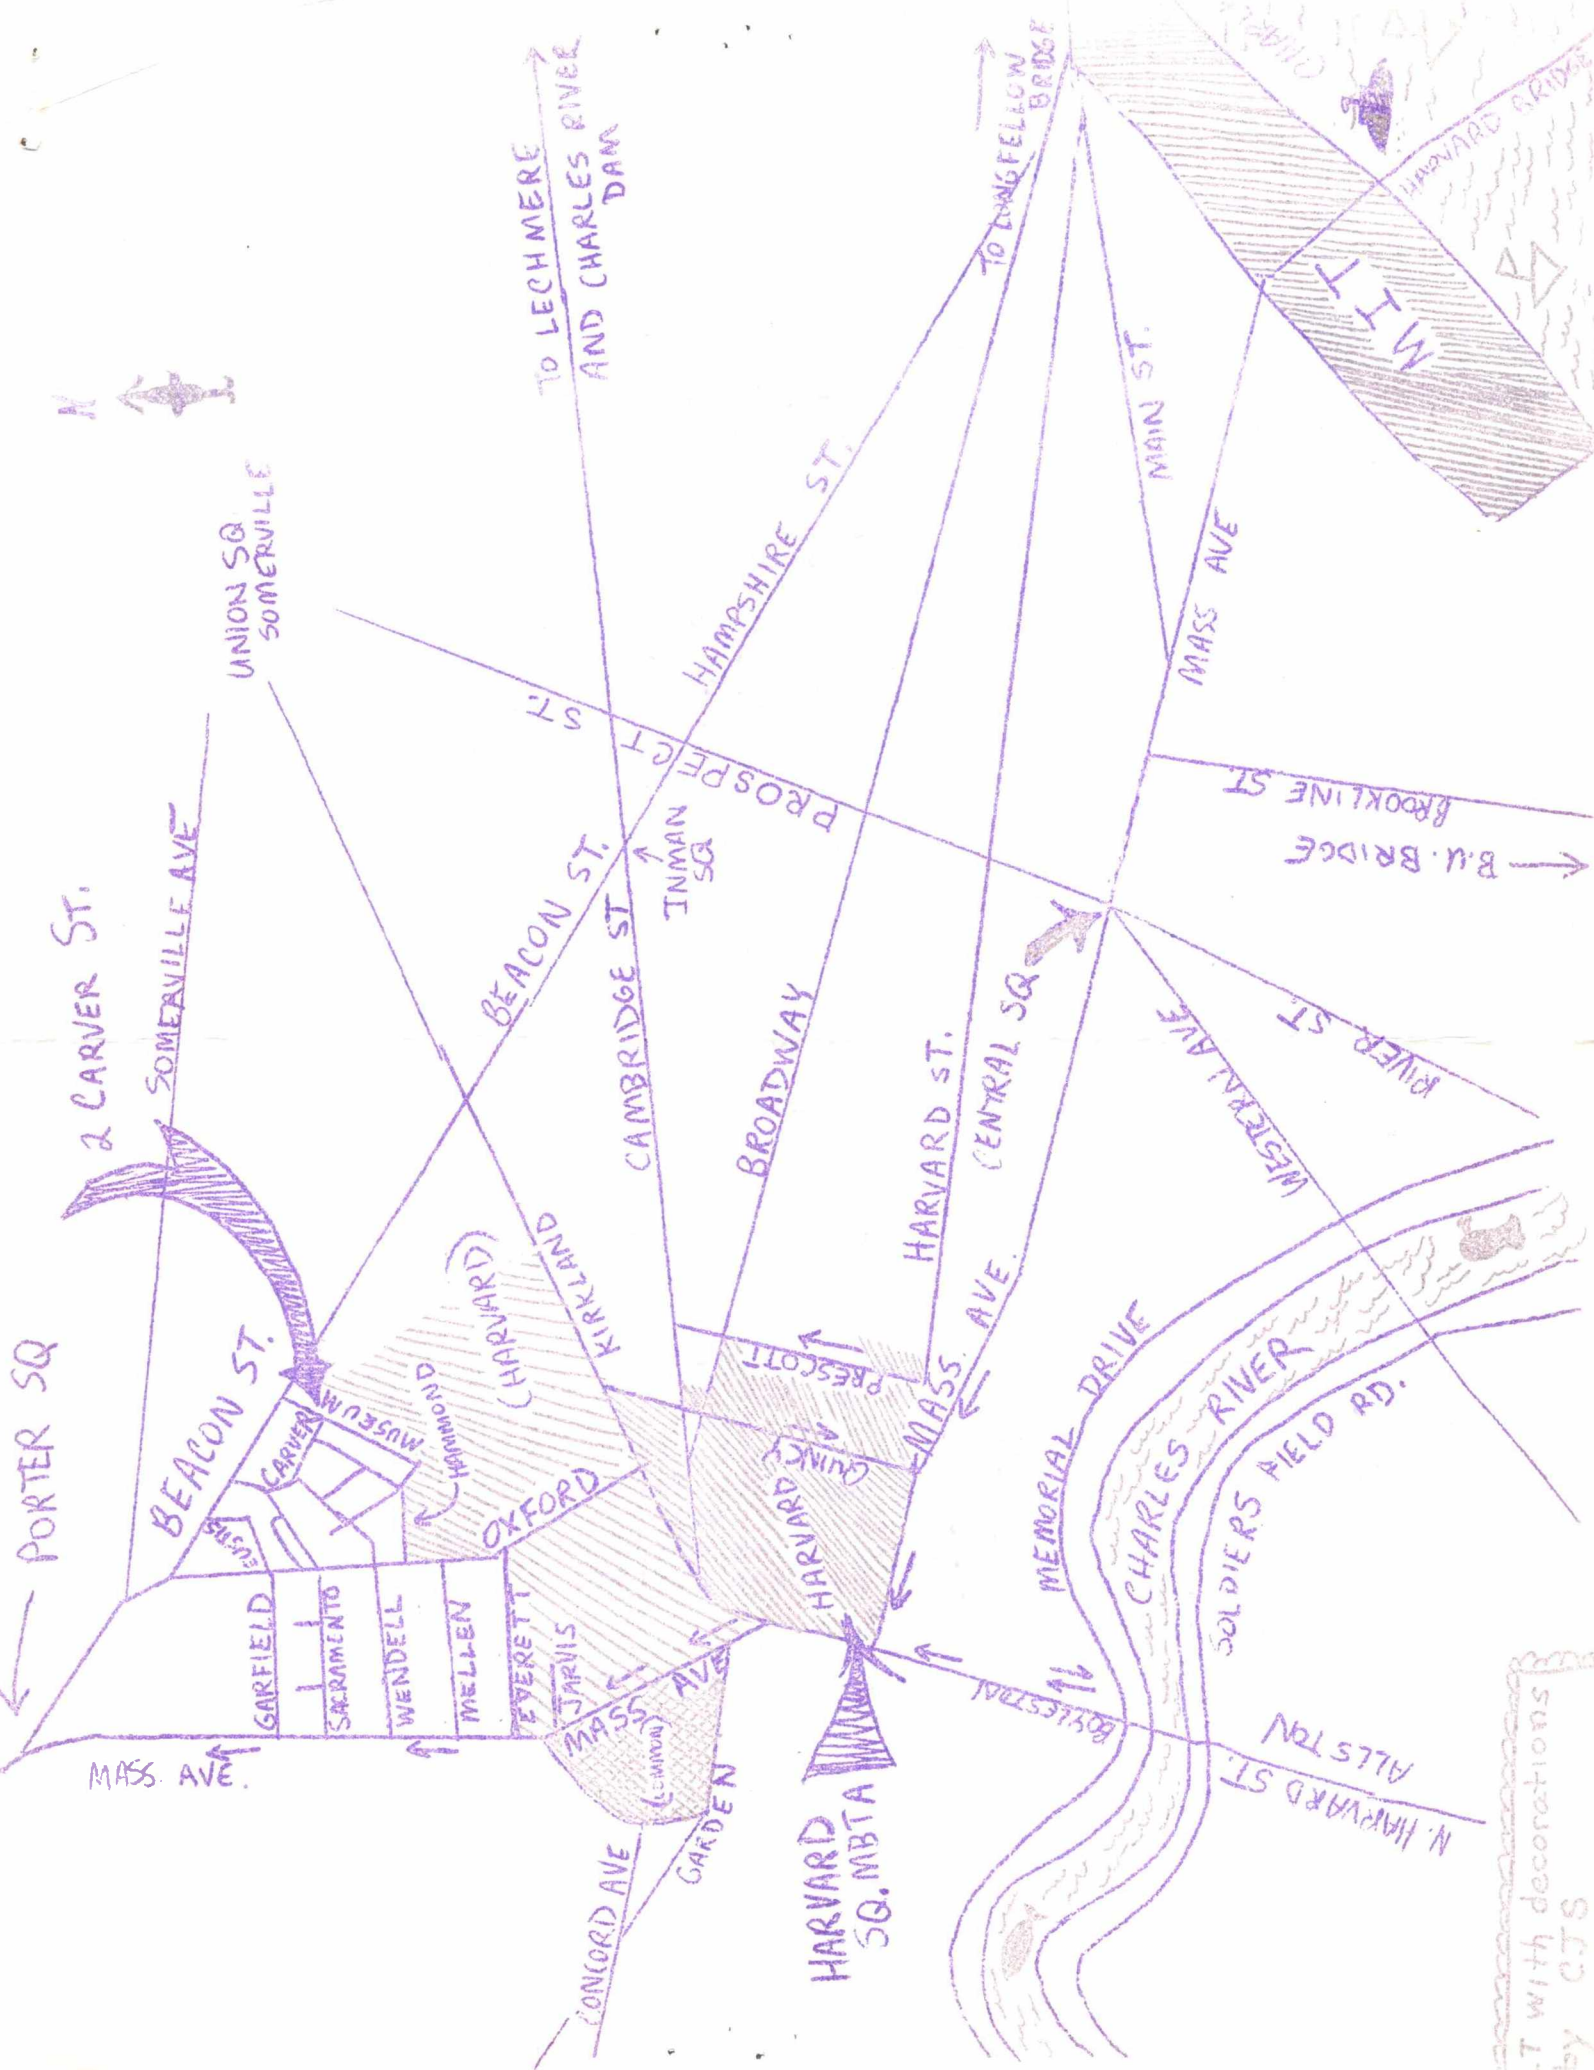 PORTER SQ
2 CARVER ST.
N
UNION SQ
SOMERVILLE
SOMERVILLE AVE
BEACON ST.
MASS. AVE.
CARVER
MUSEUM
EUSTIS
GARFIELD
SACRAMENTO
WENDELL
MELLEN
EVERETT
JARVIS
HAMMOND
(HARVARD)
OXFORD
KIRKLAND
BEACON ST.
CAMBRIDGE ST
TO LECHMERE
AND CHARLES RIVER
DAM
PROSPECT ST.
INMAN
SQ
HAMPSHIRE ST.
BROADWAY
HARVARD ST.
TO LONGFELLOW
BRIDGE
MAIN ST.
CENTRAL SQ
MASS AVE
MASS. AVE.
PRESCOTT
QUINCY
HARVARD
MASS AVE
GARDEN
CONCORD AVE
HARVARD
SQ. MBTA
BOYLESTON
N. HARVARD ST.
ALLSTON
MEMORIAL DRIVE
CHARLES RIVER
SOLDIERS FIELD RD.
WESTERN AVE
RIVER ST.
BROOKLINE ST.
B.U. BRIDGE
MIT
HARVARD BRIDGE
with decorations
by CJS